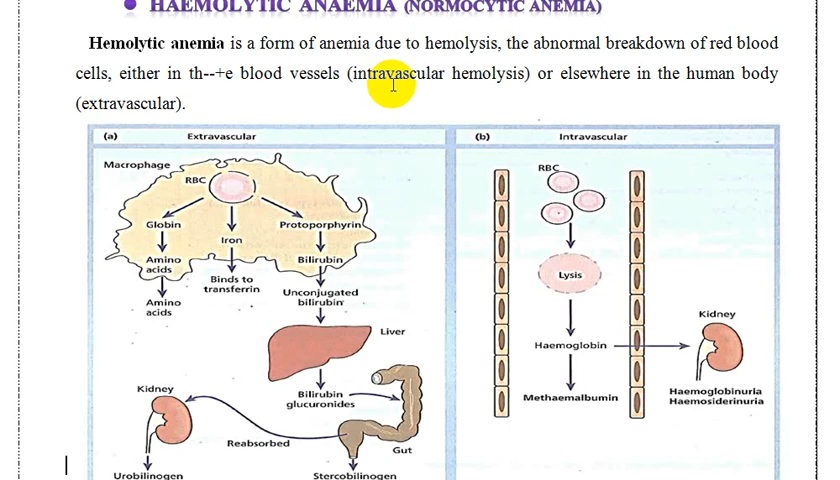 HAEMOLYTIC ANAEMIA (NORMOCYTIC ANEMIA)
Hemolytic anemia is a form of anemia due to hemolysis, the abnormal breakdown of red blood
cells, either in th--+e blood vessels (intravascular hemolysis) or elsewhere in the human body
(extravascular).
(a) Extravascular
Macrophage
RBC
Globin
Iron
Protoporphyrin
Amino
acids
Binds to
transferrin
Bilirubin
Amino
acids
Unconjugated
bilirubin
Liver
Bilirubin
glucuronides
Kidney
Reabsorbed
Gut
Urobilinogen
Stercobilinogen
(b) Intravascular
RBC
Lysis
Haemoglobin
Kidney
Methaemalbumin
Haemoglobinuria
Haemosiderinuria